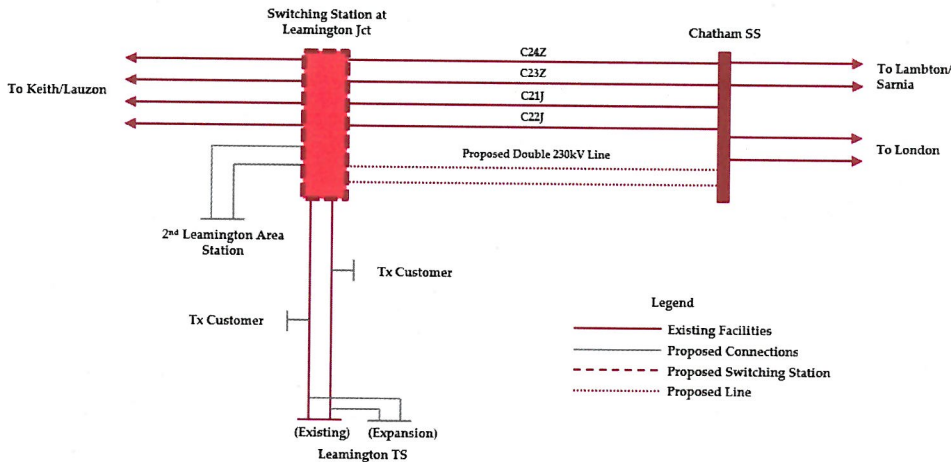 Switching Station at
Leamington Jct
Chatham SS
C24Z
C23Z
C21J
C22J
To Keith/Lauzon
To Lambton/
Sarnia
To London
Proposed Double 230kV Line
2nd Leamington Area
Station
Tx Customer
Tx Customer
Legend
Existing Facilities
Proposed Connections
Proposed Switching Station
Proposed Line
(Existing) (Expansion)
Leamington TS